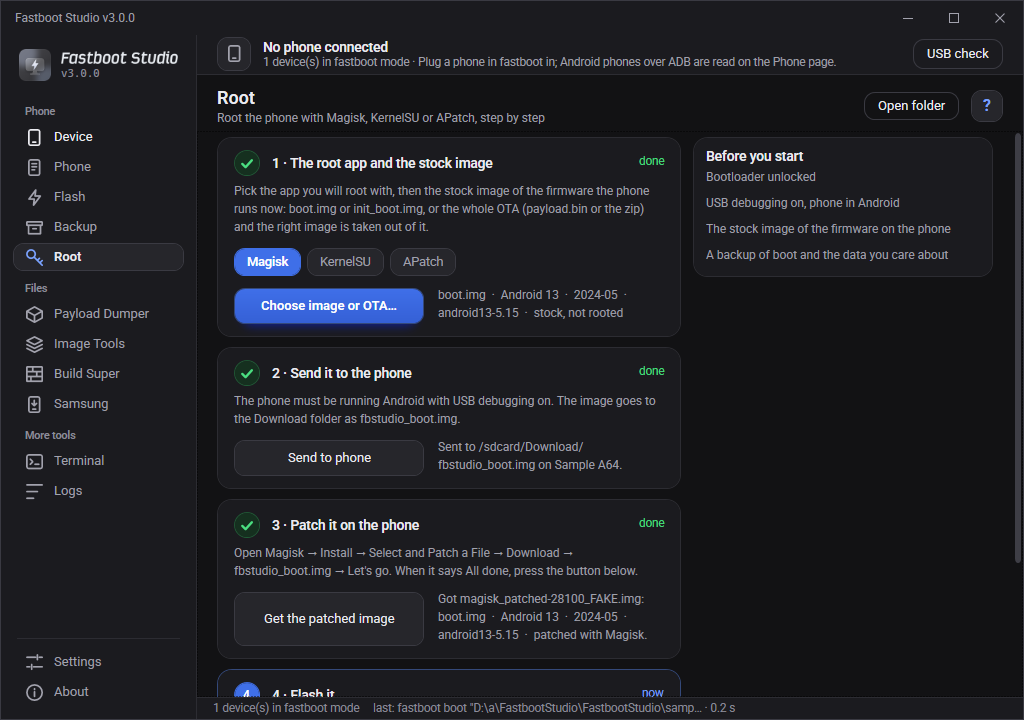 Fastboot Studio v3.0.0
Fastboot Studio
v3.0.0
No phone connected
1 device(s) in fastboot mode · Plug a phone in fastboot in; Android phones over ADB are read on the Phone page.
USB check
Phone
Device
Phone
Flash
Backup
Root
Files
Payload Dumper
Image Tools
Build Super
Samsung
More tools
Terminal
Logs
Settings
About
Root
Root the phone with Magisk, KernelSU or APatch, step by step
Open folder
?
1 · The root app and the stock image
done
Pick the app you will root with, then the stock image of the firmware the phone
runs now: boot.img or init_boot.img, or the whole OTA (payload.bin or the zip)
and the right image is taken out of it.
Magisk
KernelSU
APatch
Choose image or OTA...
boot.img · Android 13 · 2024-05 ·
android13-5.15 · stock, not rooted
2 · Send it to the phone
done
The phone must be running Android with USB debugging on. The image goes to
the Download folder as fbstudio_boot.img.
Send to phone
Sent to /sdcard/Download/
fbstudio_boot.img on Sample A64.
3 · Patch it on the phone
done
Open Magisk → Install → Select and Patch a File → Download →
fbstudio_boot.img → Let's go. When it says All done, press the button below.
Get the patched image
Got magisk_patched-28100_FAKE.img:
boot.img · Android 13 · 2024-05 ·
android13-5.15 · patched with Magisk.
4
4 · Flash it
now
Before you start
Bootloader unlocked
USB debugging on, phone in Android
The stock image of the firmware on the phone
A backup of boot and the data you care about
1 device(s) in fastboot mode
last: fastboot boot "D:\a\FastbootStudio\FastbootStudio\samp... · 0.2 s